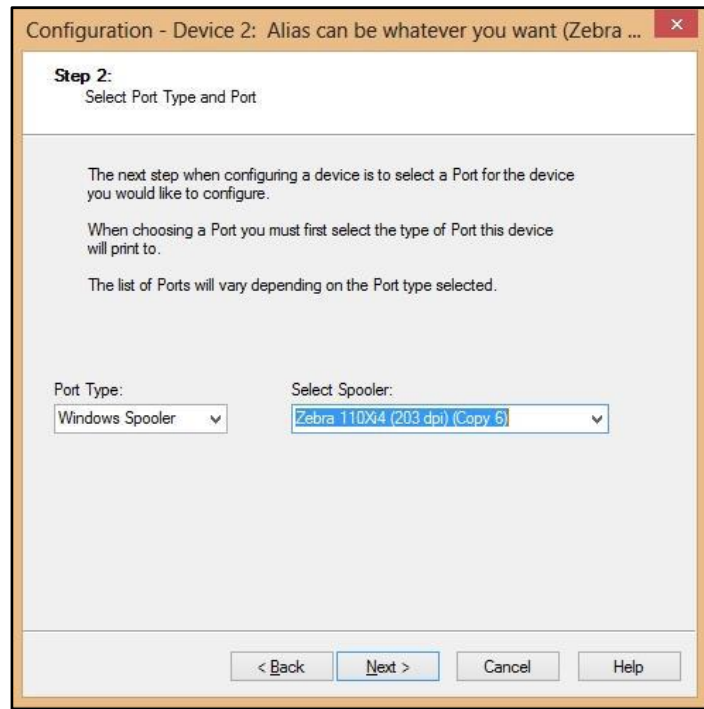 Configuration - Device 2: Alias can be whatever you want (Zebra ...
Step 2:
Select Port Type and Port
The next step when configuring a device is to select a Port for the device
you would like to configure.
When choosing a Port you must first select the type of Port this device
will print to.
The list of Ports will vary depending on the Port type selected.
Port Type: Select Spooler:
Windows Spooler Zebra 110Xi4 (203 dpi) (Copy 6)
< Back Next > Cancel Help